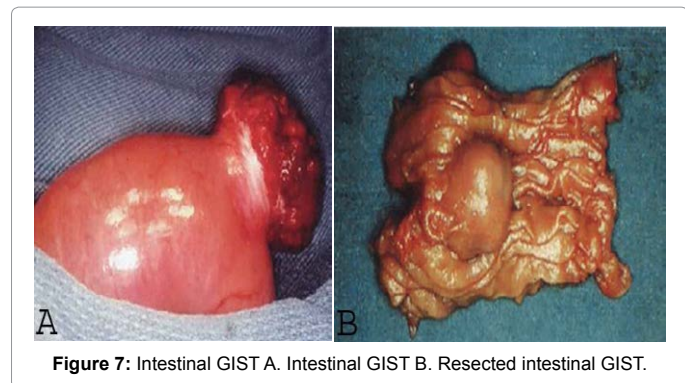 A
B
Figure 7: Intestinal GIST A. Intestinal GIST B. Resected intestinal GIST.